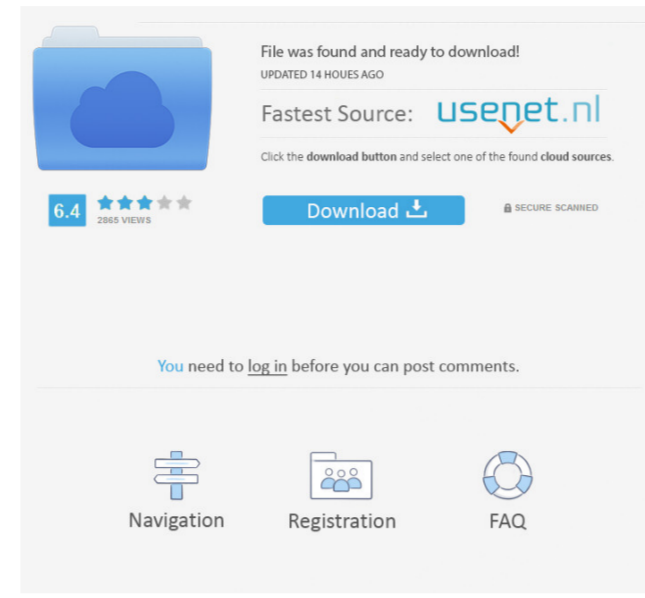 File was found and ready to download!
UPDATED 14 HOUES AGO
Fastest Source: usenet.nl
Click the download button and select one of the found cloud sources.
6.4
2865 VIEWS
Download
SECURE SCANNED
You need to log in before you can post comments.
Navigation
Registration
FAQ